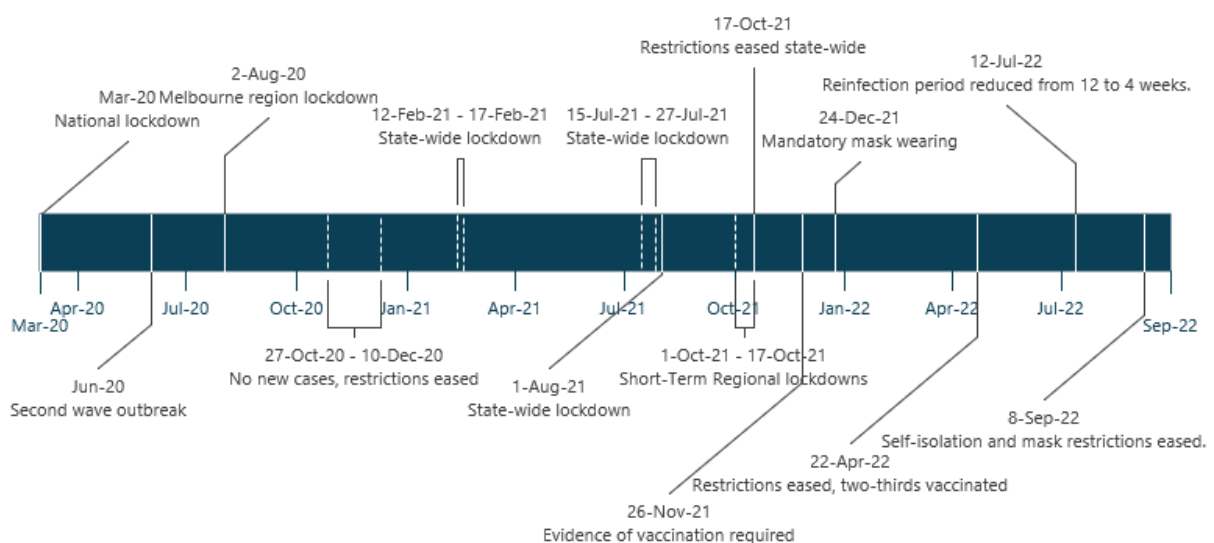 17-Oct-21
Restrictions eased state-wide
2-Aug-20
Melbourne region lockdown
Mar-20
National lockdown
12-Feb-21 - 17-Feb-21
State-wide lockdown
15-Jul-21 - 27-Jul-21
State-wide lockdown
12-Jul-22
Reinfection period reduced from 12 to 4 weeks.
24-Dec-21
Mandatory mask wearing
Mar-20
Apr-20
Jul-20
Oct-20
Jan-21
Apr-21
Jul-21
Oct-21
Jan-22
Apr-22
Jul-22
Sep-22
27-Oct-20 - 10-Dec-20
No new cases, restrictions eased
1-Oct-21 - 17-Oct-21
Short-Term Regional lockdowns
Jun-20
Second wave outbreak
1-Aug-21
State-wide lockdown
8-Sep-22
Self-isolation and mask restrictions eased.
22-Apr-22
Restrictions eased, two-thirds vaccinated
26-Nov-21
Evidence of vaccination required